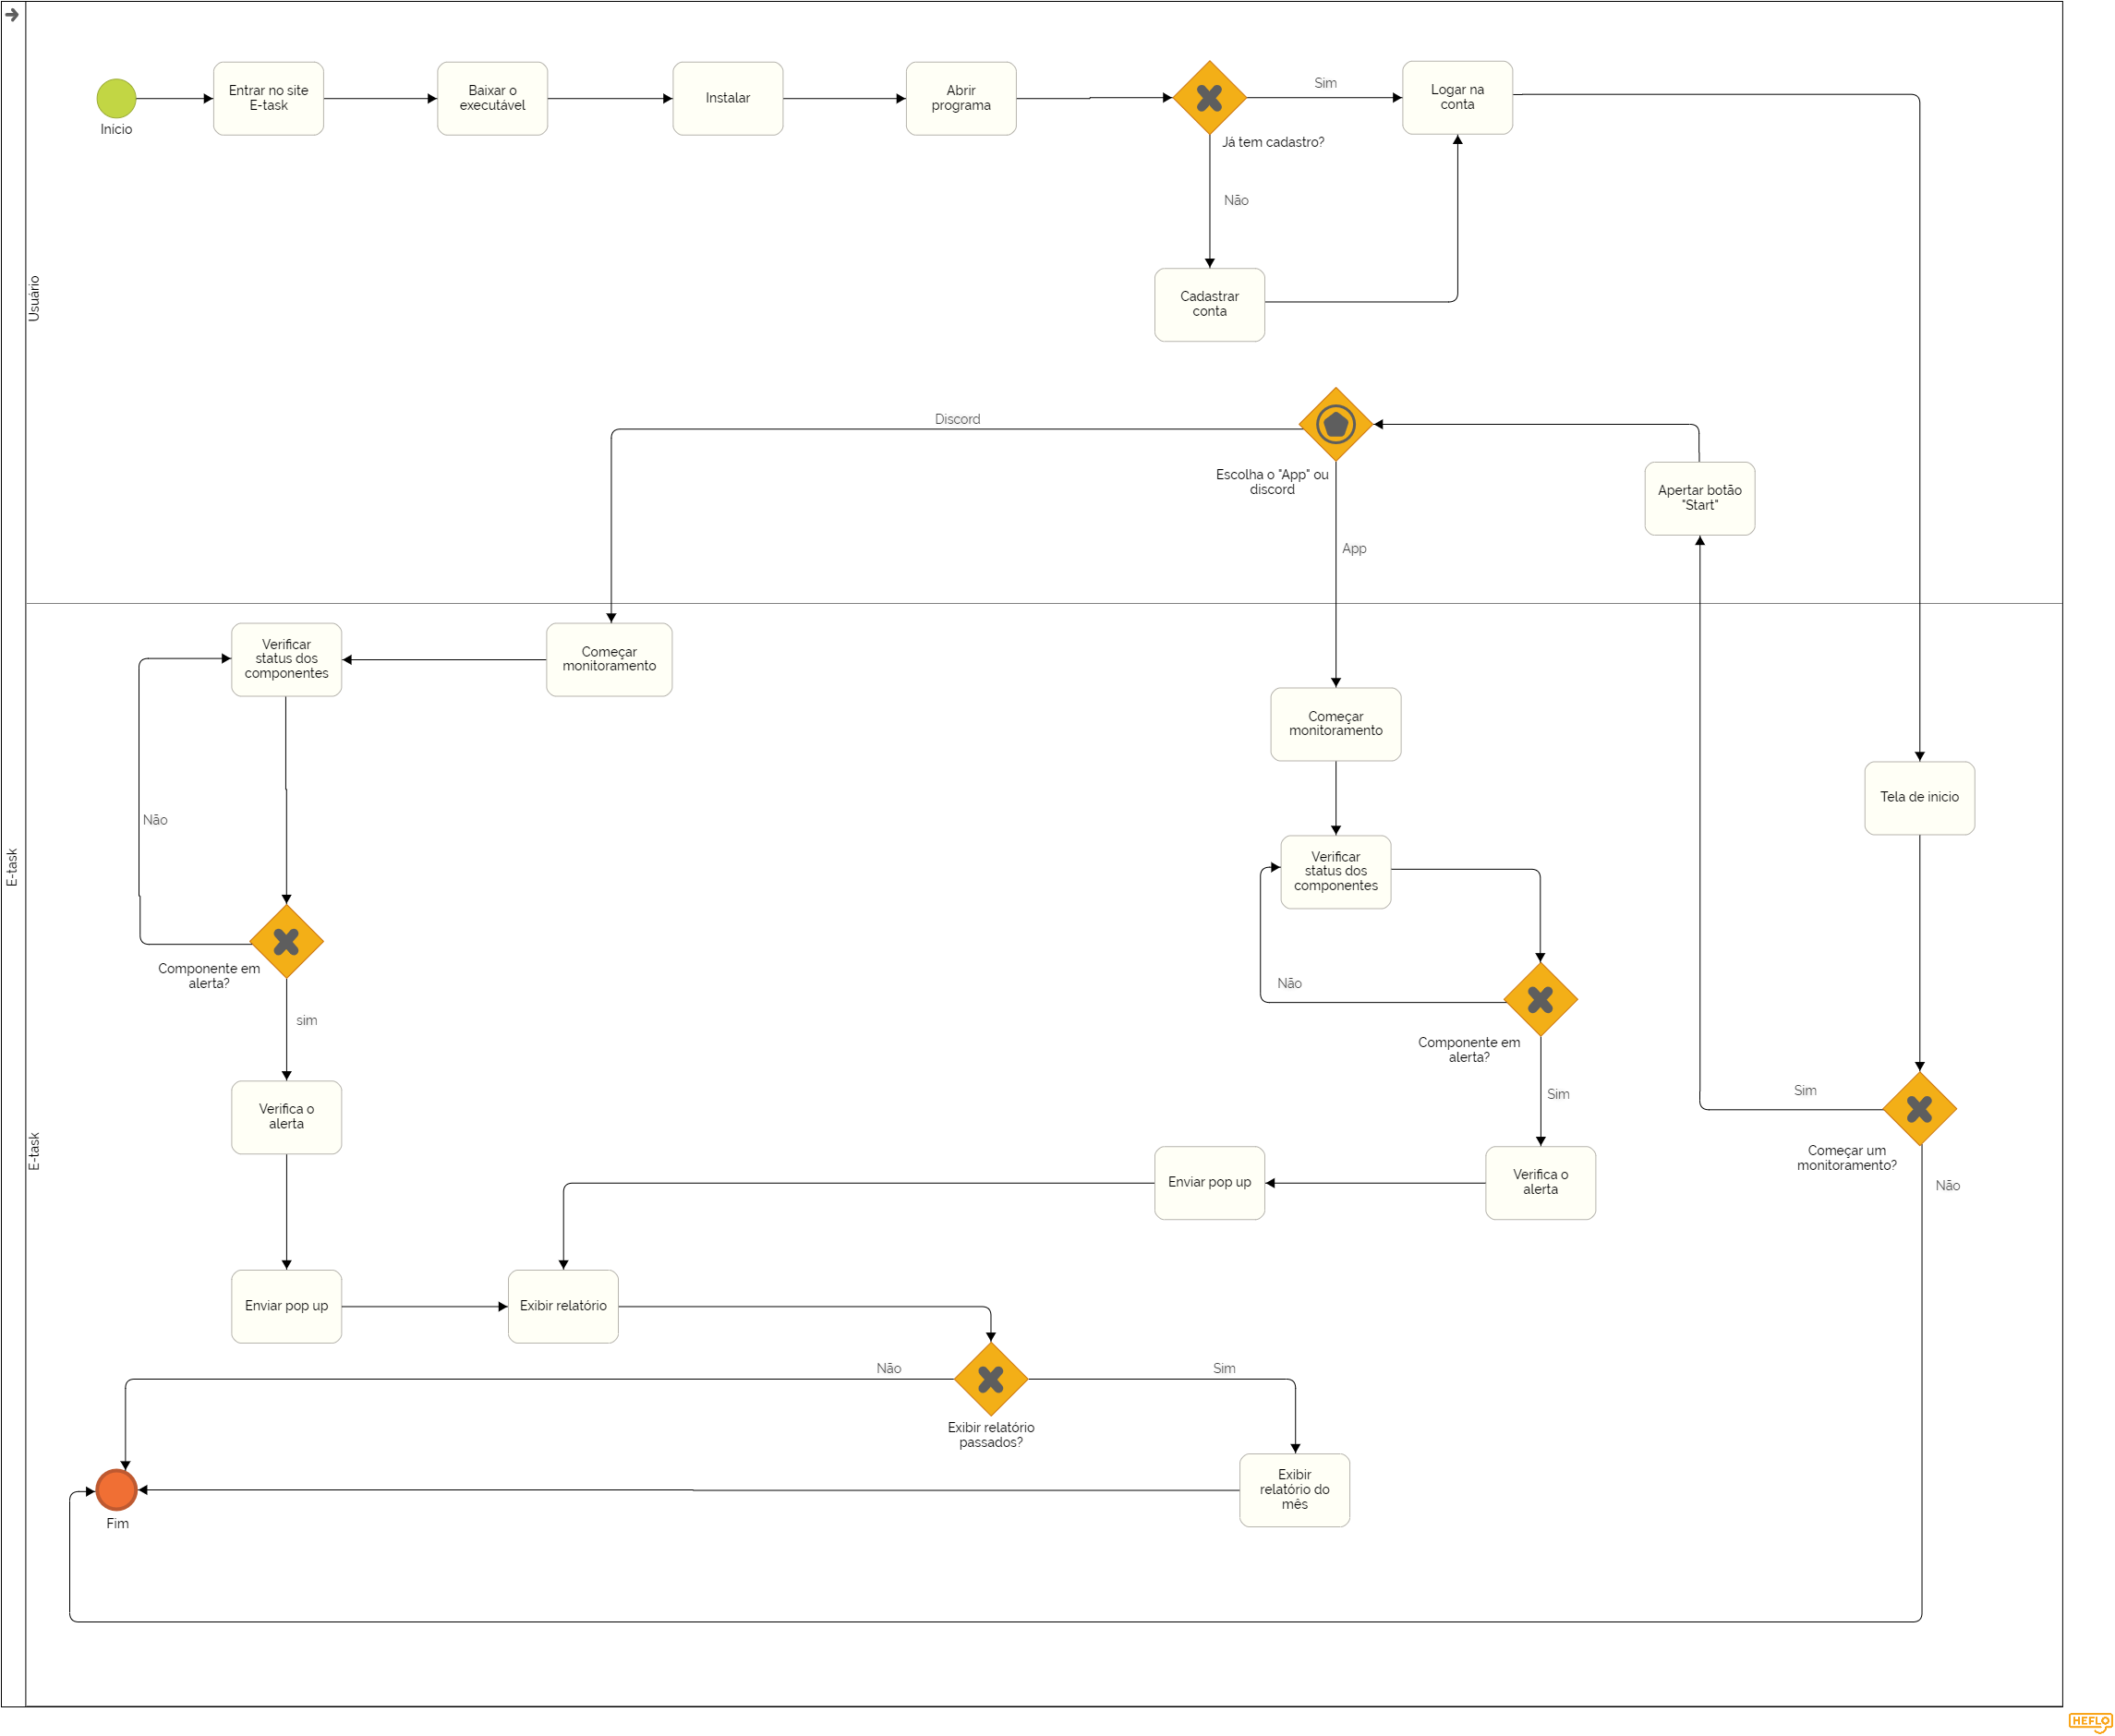 Início
Entrar no site
E-task
Baixar o
executável
Instalar
Abrir
programa
Já tem cadastro?
Sim
Não
Logar na
conta
Cadastrar
conta
Usuário
Discord
Escolha o "App" ou
discord
App
Apertar botão
"Start"
Verificar
status dos
componentes
Começar
monitoramento
Começar
monitoramento
Tela de inicio
Não
Verificar
status dos
componentes
E-task
Componente em
alerta?
sim
Não
Componente em
alerta?
Sim
Sim
Começar um
monitoramento?
Não
Verifica o
alerta
E-task
Enviar pop up
Verifica o
alerta
Enviar pop up
Exibir relatório
Não
Sim
Exibir relatório
passados?
Exibir
relatório do
mês
Fim
HEFLO